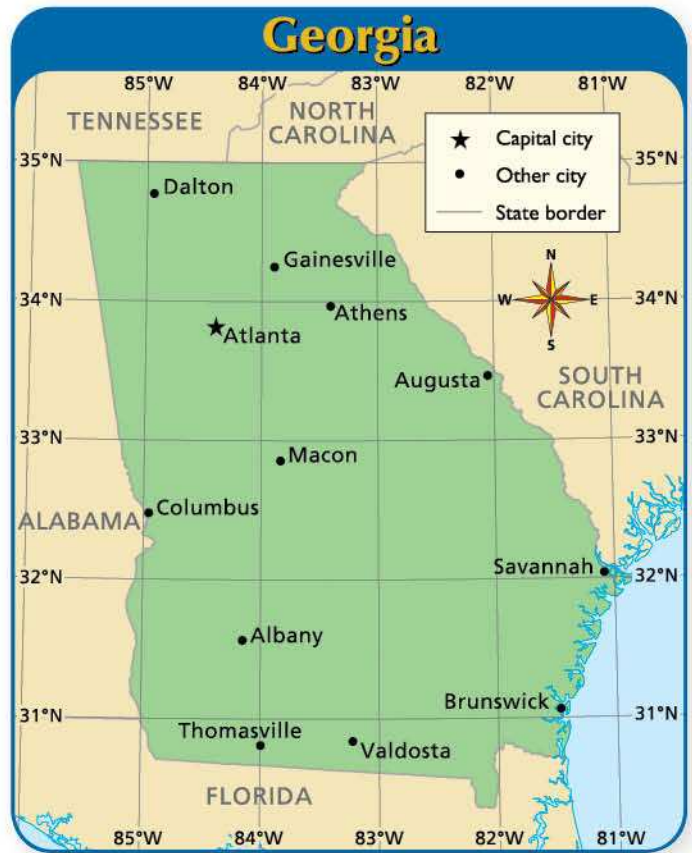 Georgia
85°W 84°W 83°W 82°W 81°W
TENNESSEE
NORTH
CAROLINA
★ Capital city
● Other city
State border
35°N 35°N
Dalton
Gainesville
N
W E
S
34°N 34°N
Athens
Atlanta
Augusta
SOUTH
CAROLINA
33°N 33°N
Macon
Columbus
ALABAMA
Savannah
32°N 32°N
Albany
Brunswick
31°N 31°N
Thomasville
Valdosta
FLORIDA
85°W 84°W 83°W 82°W 81°W